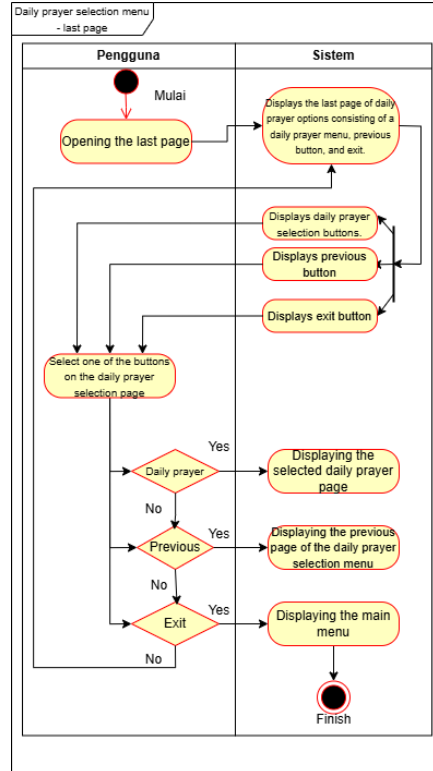 Daily prayer selection menu
- last page
Pengguna
Sistem
Mulai
Opening the last page
Displays the last page of daily
prayer options consisting of a
daily prayer menu, previous
button, and exit.
Displays daily prayer
selection buttons.
Displays previous
button
Displays exit button
Select one of the buttons
on the daily prayer
selection page
Daily prayer
Yes
Displaying the
selected daily prayer
page
No
Previous
Yes
Displaying the previous
page of the daily prayer
selection menu
No
Exit
Yes
Displaying the main
menu
No
Finish